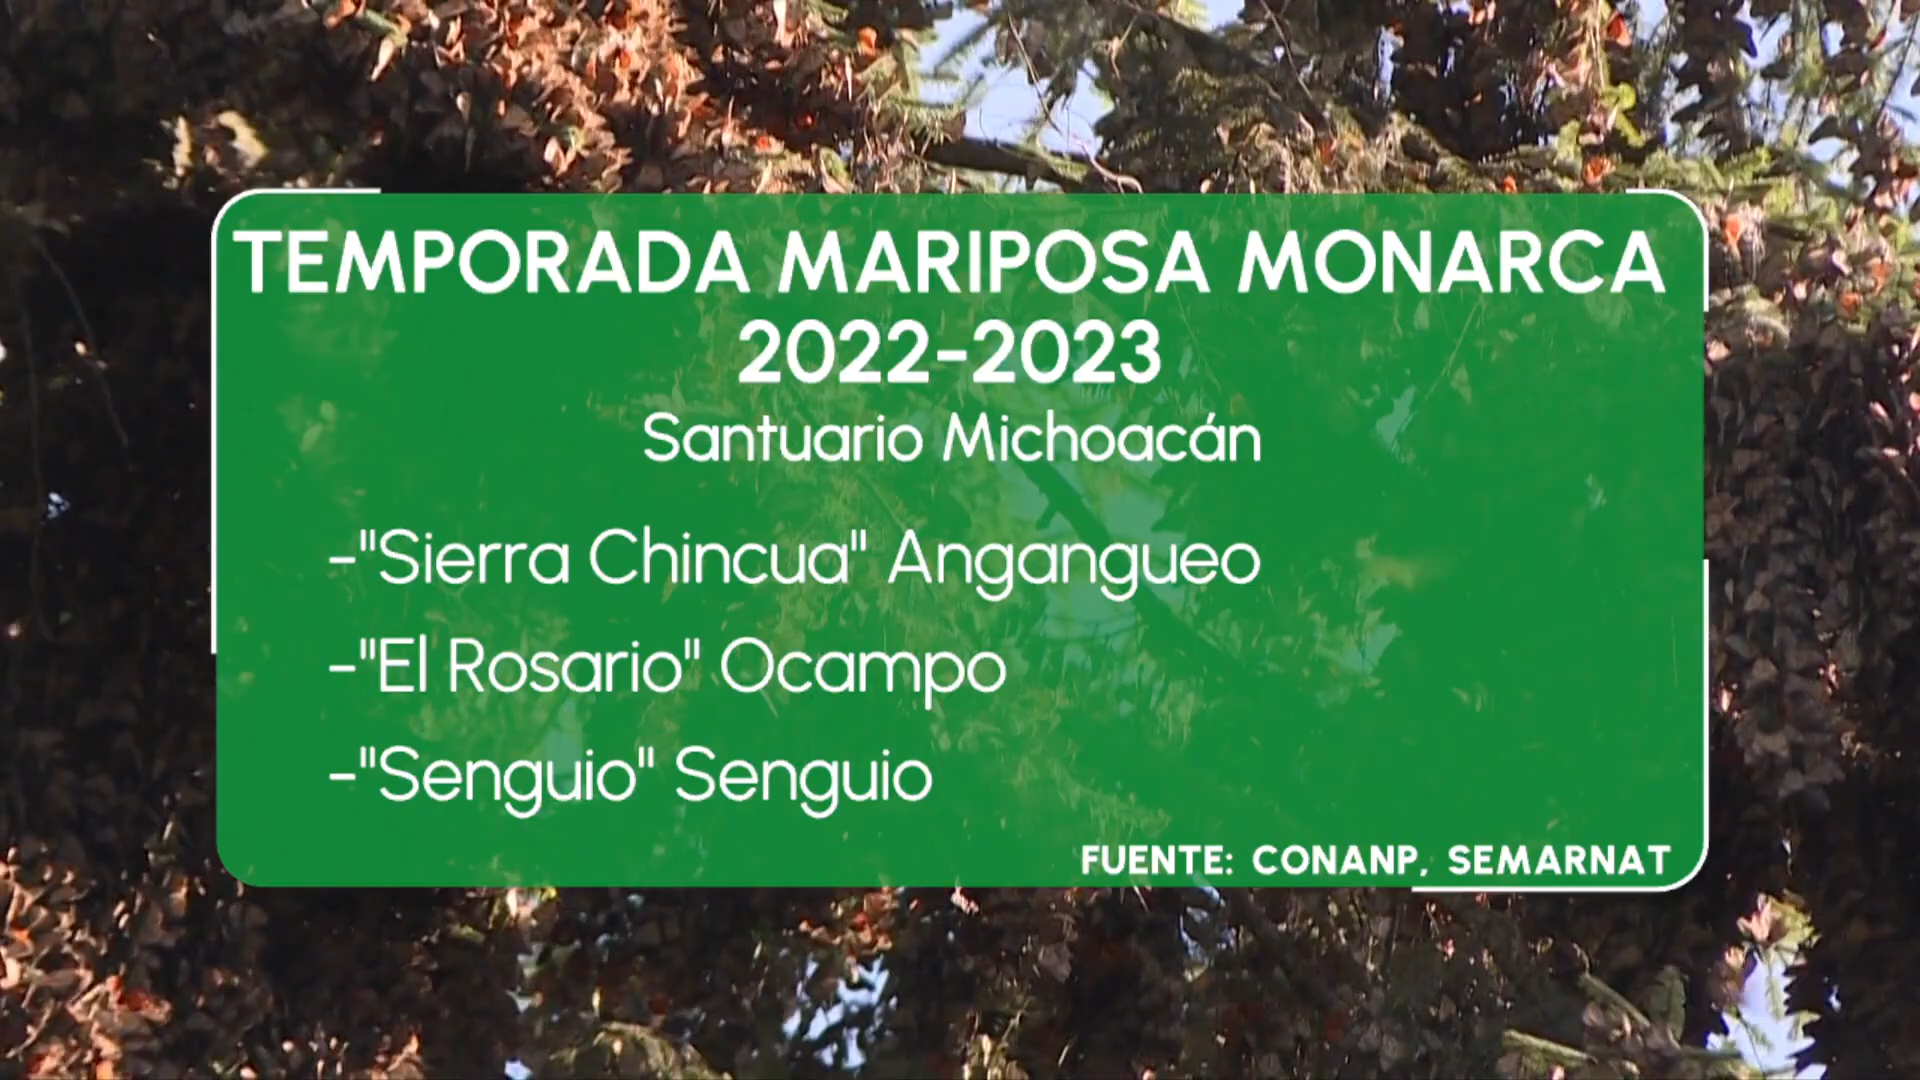 TEMPORADA MARIPOSA MONARCA
2022-2023
Santuario Michoacán
-"Sierra Chincua" Angangueo
-"El Rosario" Ocampo
-"Senguio" Senguio
FUENTE: CONANP, SEMARNAT